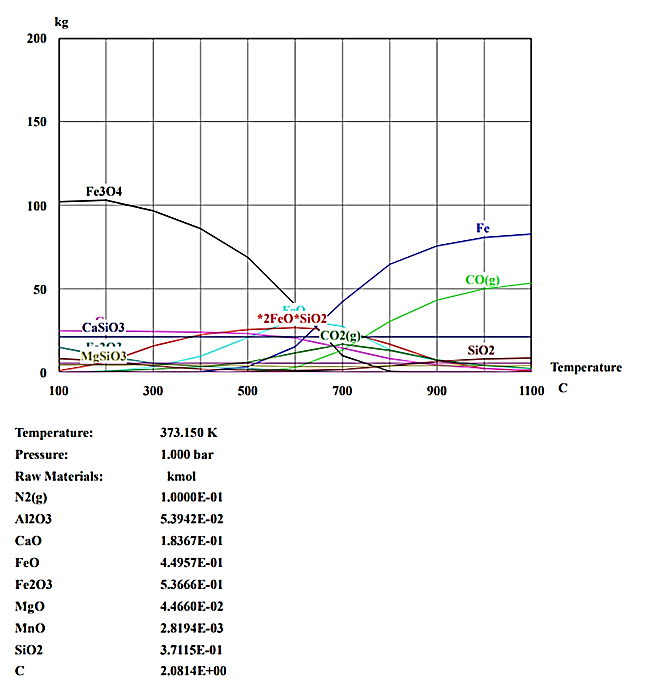 kg
200
150
100
50
0
Fe3O4
Fe
CO(g)
FeO
C
CaSiO3
*2FeO*SiO2
CO2(g)
Fe2O3
MgSiO3
SiO2
Temperature
100 300 500 700 900 1100 C
Temperature: 373.150 K
Pressure: 1.000 bar
Raw Materials: kmol
N2(g) 1.0000E-01
Al2O3 5.3942E-02
CaO 1.8367E-01
FeO 4.4957E-01
Fe2O3 5.3666E-01
MgO 4.4660E-02
MnO 2.8194E-03
SiO2 3.7115E-01
C 2.0814E+00